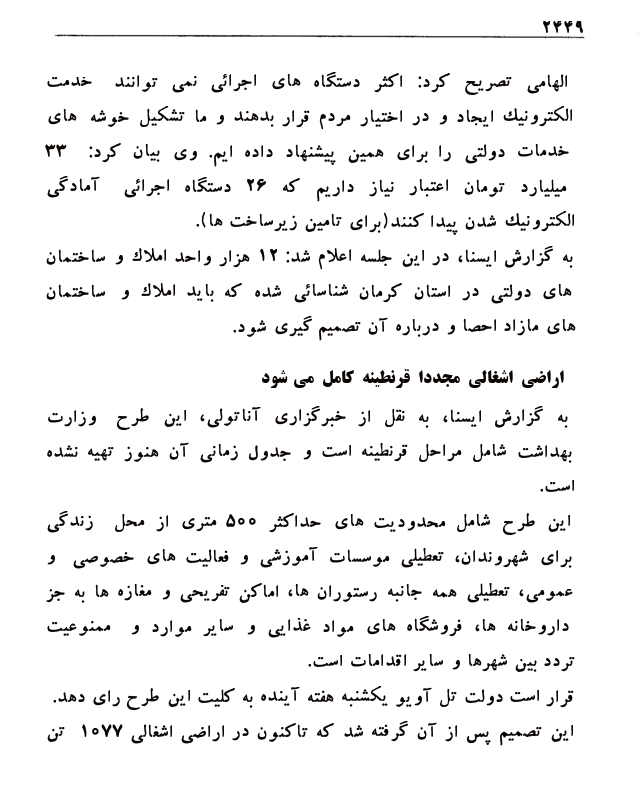 ۲۴۴۹
الهامی تصریح کرد: اکثر دستگاه های اجرائی نمی توانند خدمت
الکترونیك ایجاد و در اختیار مردم قرار بدهند و ما تشکیل خوشه های
خدمات دولتی را برای همین پیشنهاد داده ایم. وی بیان کرد: ۳۳
میلیارد تومان اعتبار نیاز داریم که ۲۶ دستگاه اجرائی آمادگی
الکترونیك شدن پیدا کنند(برای تامین زیرساخت ها).
به گزارش ایسنا، در این جلسه اعلام شد: ۱۲ هزار واحد املاك و ساختمان
های دولتی در استان کرمان شناسائی شده که باید املاك و ساختمان
های مازاد احصا و درباره آن تصمیم گیری شود.
اراضی اشغالی مجددا قرنطینه کامل می شود
به گزارش ایسنا، به نقل از خبرگزاری آناتولی، این طرح وزارت
بهداشت شامل مراحل قرنطینه است و جدول زمانی آن هنوز تهیه نشده
است.
این طرح شامل محدودیت های حداکثر ۵۰۰ متری از محل زندگی
برای شهروندان، تعطیلی موسسات آموزشی و فعالیت های خصوصی و
عمومی، تعطیلی همه جانبه رستوران ها، اماکن تفریحی و مغازه ها به جز
داروخانه ها، فروشگاه های مواد غذایی و سایر موارد و ممنوعیت
تردد بین شهرها و سایر اقدامات است.
قرار است دولت تل آویو یکشنبه هفته آینده به کلیت این طرح رای دهد.
این تصمیم پس از آن گرفته شد که تاکنون در اراضی اشغالی ۱۰۷۷ تن